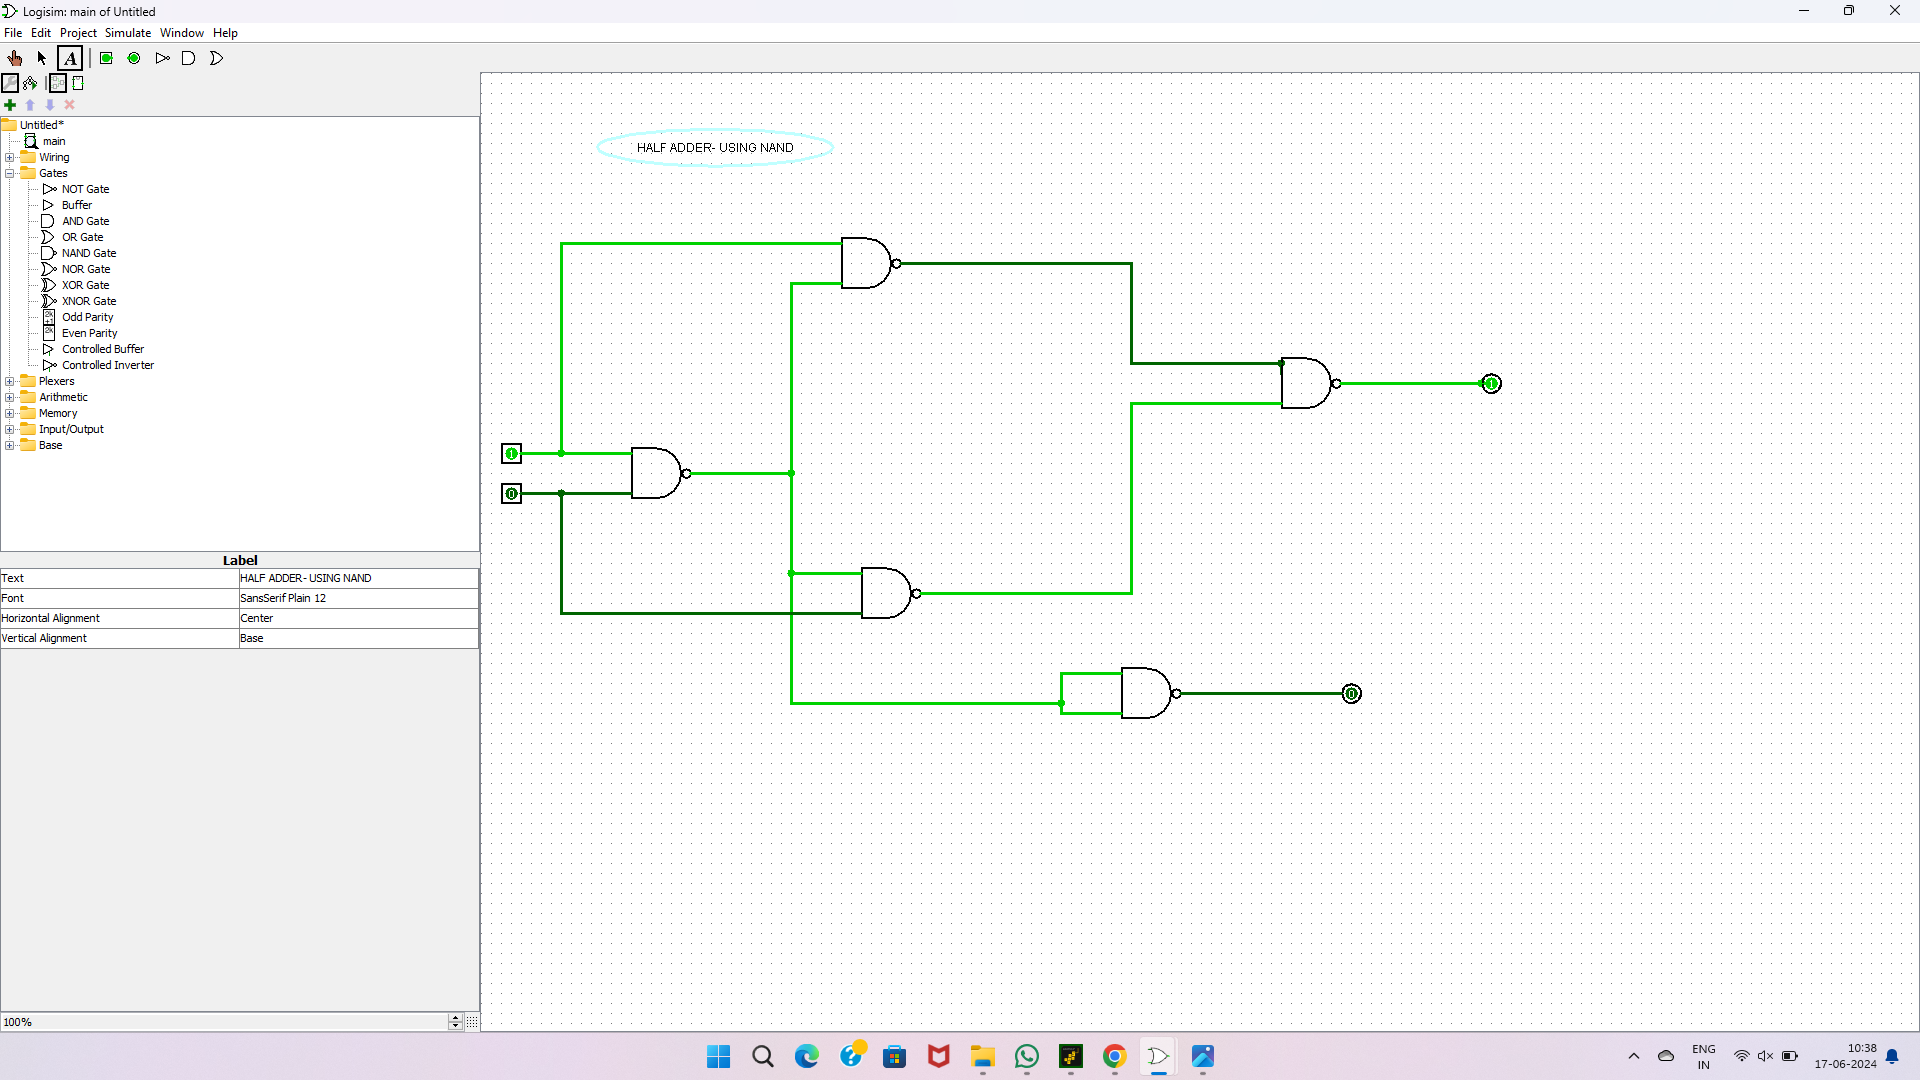 Logisim: main of Untitled
File Edit Project Simulate Window Help
A
Untitled*
main
Wiring
Gates
NOT Gate
Buffer
AND Gate
OR Gate
NAND Gate
NOR Gate
XOR Gate
XNOR Gate
Odd Parity
Even Parity
Controlled Buffer
Controlled Inverter
Plexers
Arithmetic
Memory
Input/Output
Base
Label
Text HALF ADDER- USING NAND
Font SansSerif Plain 12
Horizontal Alignment Center
Vertical Alignment Base
100%
HALF ADDER- USING NAND
1
1
0
0
ENG
IN
10:38
17-06-2024